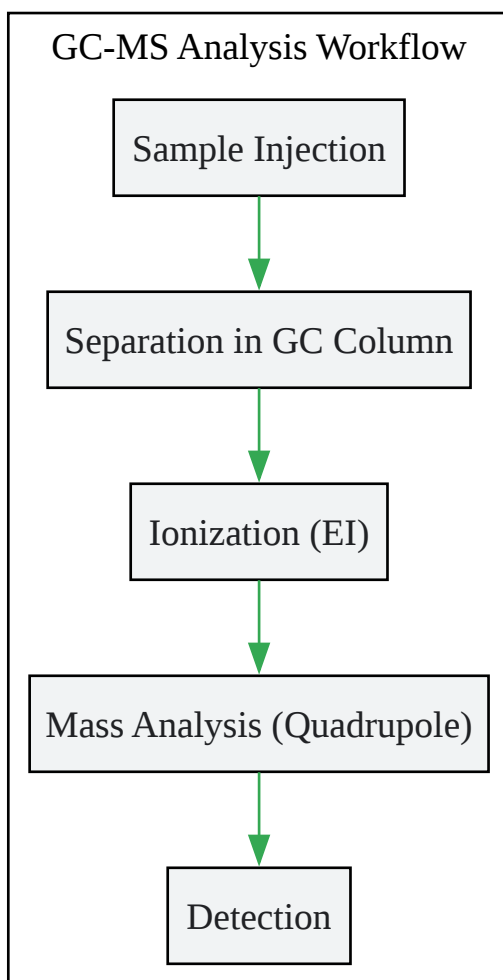 GC-MS Analysis Workflow
Sample Injection
Separation in GC Column
Ionization (EI)
Mass Analysis (Quadrupole)
Detection